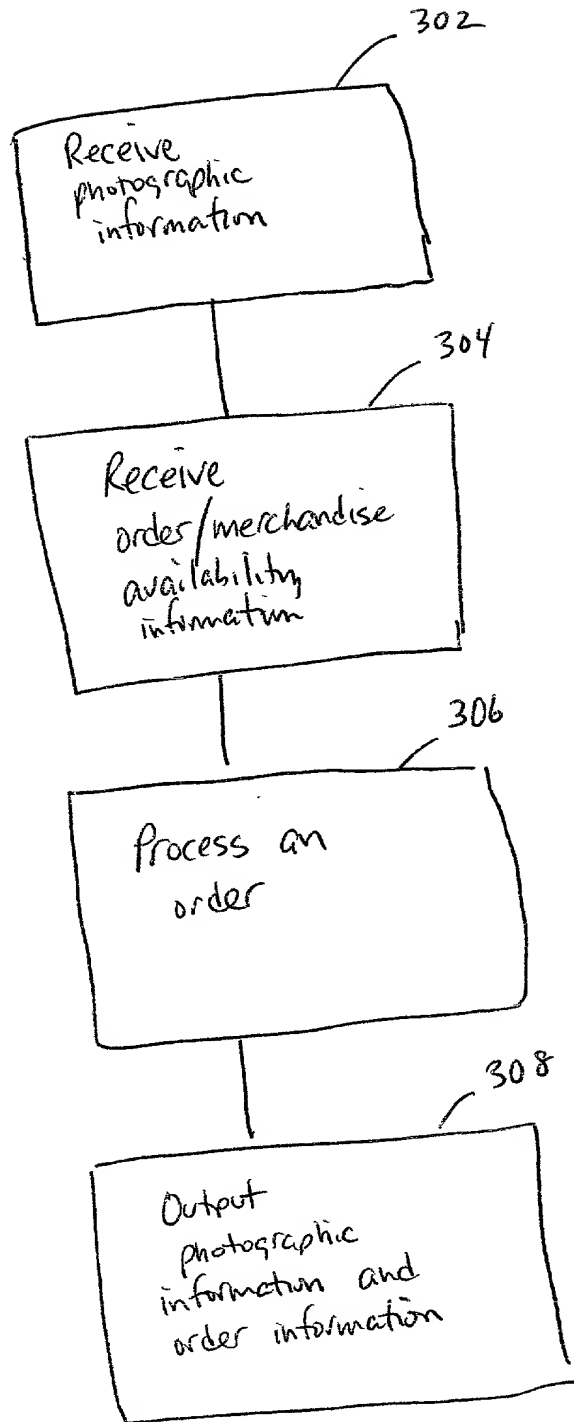 302
Receive
photographic
information
304
Receive
order/merchandise
availability
information
306
Process an
order
308
Output
photographic
information and
order information